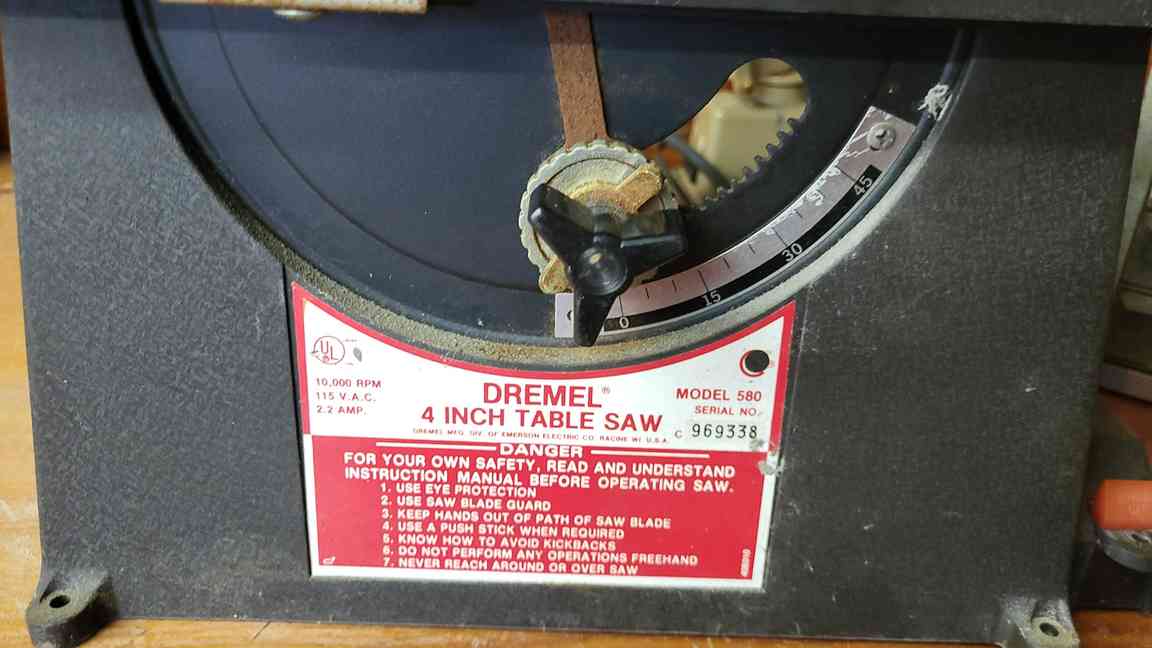 45
30
15
0
UL
10,000 RPM
115 V.A.C.
2.2 AMP.
DREMEL®
4 INCH TABLE SAW
DREMEL MFG. DIV. OF EMERSON ELECTRIC CO. RACINE WI. U.S.A.
MODEL 580
SERIAL NO.
C 969338
DANGER
FOR YOUR OWN SAFETY, READ AND UNDERSTAND
INSTRUCTION MANUAL BEFORE OPERATING SAW.
1. USE EYE PROTECTION
2. USE SAW BLADE GUARD
3. KEEP HANDS OUT OF PATH OF SAW BLADE
4. USE A PUSH STICK WHEN REQUIRED
5. KNOW HOW TO AVOID KICKBACKS
6. DO NOT PERFORM ANY OPERATIONS FREEHAND
7. NEVER REACH AROUND OR OVER SAW